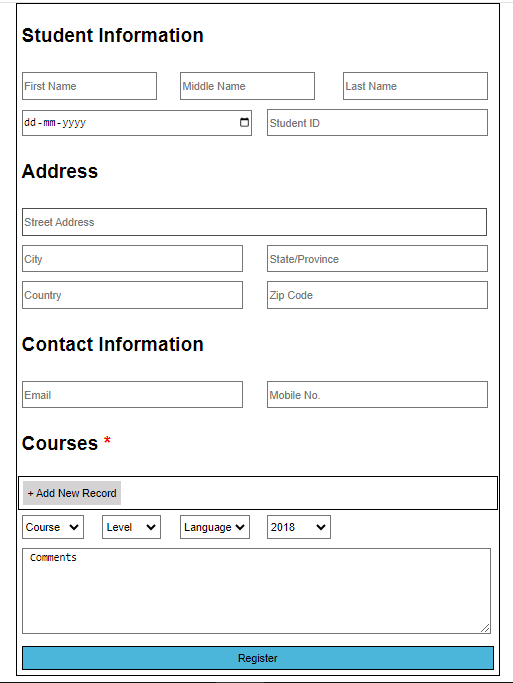 Student Information
First Name Middle Name Last Name
dd-mm-yyyy Student ID
Address
Street Address
City State/Province
Country Zip Code
Contact Information
Email Mobile No.
Courses *
+ Add New Record
Course Level Language 2018
Comments
Register